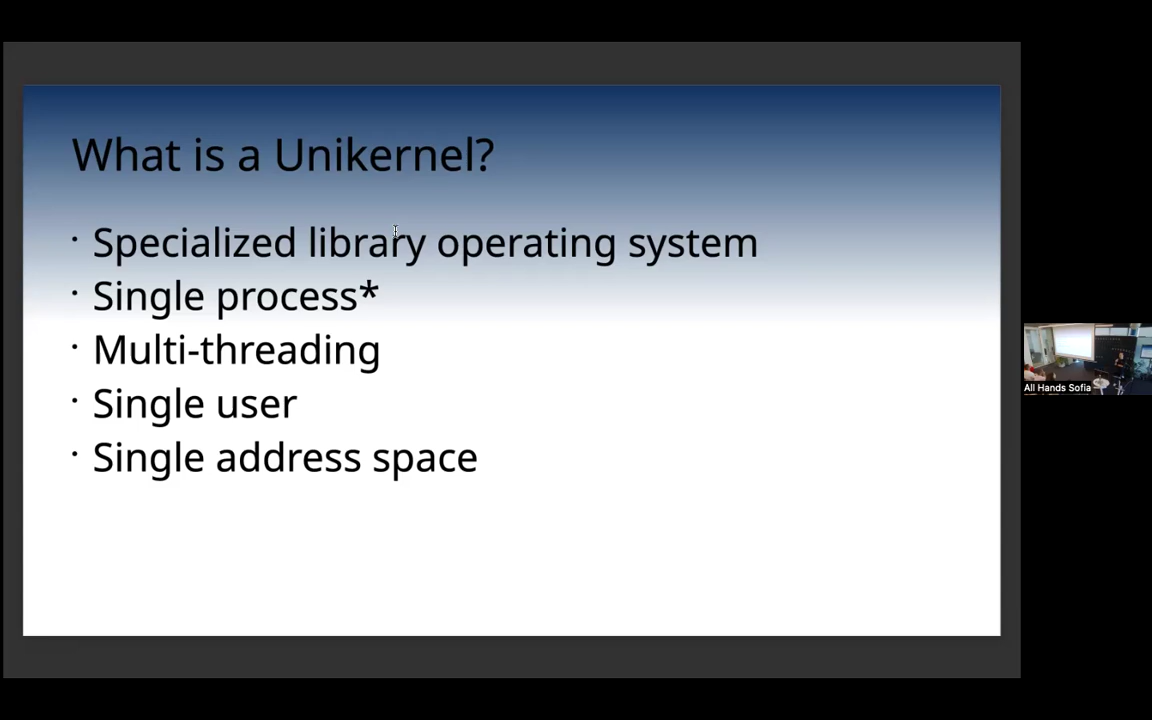 What is a Unikernel?
· Specialized library operating system
· Single process*
· Multi-threading
· Single user
· Single address space
All Hands Sofia